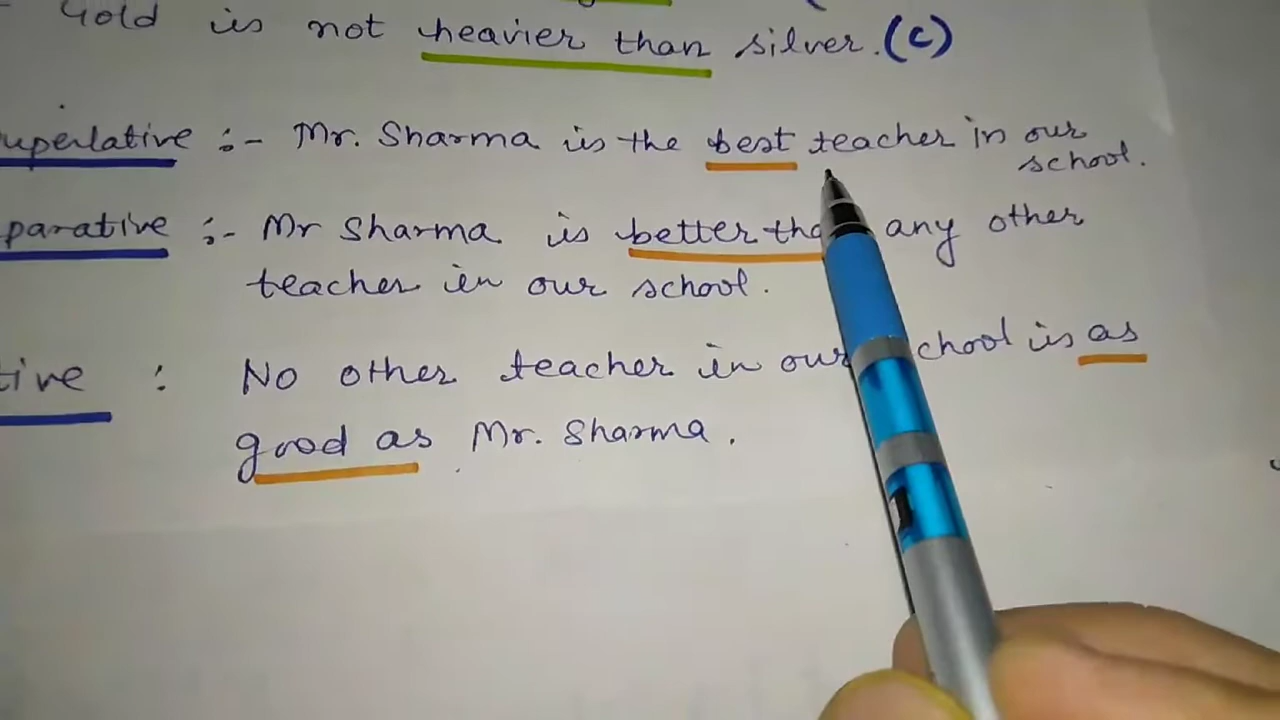 Gold is not heavier than silver. (C)
uperlative :- Mr. Sharma is the best teacher in our
school.
parative :- Mr Sharma is better tha any other
teacher in our school.
tive : No other teacher in our chool is as
good as Mr. Sharma.